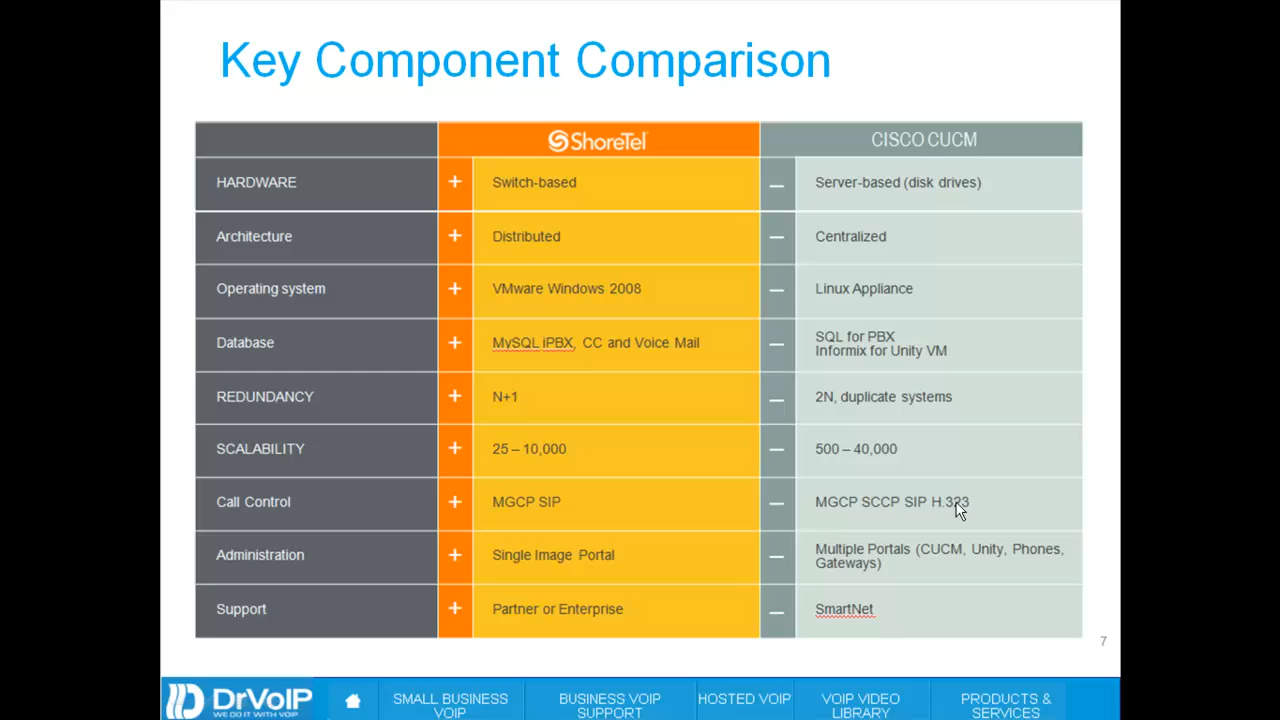 Key Component Comparison
ShoreTel CISCO CUCM
HARDWARE + Switch-based – Server-based (disk drives)
Architecture + Distributed – Centralized
Operating system + VMware Windows 2008 – Linux Appliance
Database + MySQL iPBX, CC and Voice Mail – SQL for PBX
Informix for Unity VM
REDUNDANCY + N+1 – 2N, duplicate systems
SCALABILITY + 25 – 10,000 – 500 – 40,000
Call Control + MGCP SIP – MGCP SCCP SIP H.323
Administration + Single Image Portal – Multiple Portals (CUCM, Unity, Phones,
Gateways)
Support + Partner or Enterprise – SmartNet
7
DrVoIP
WE DO IT WITH VOIP
SMALL BUSINESS
VOIP
BUSINESS VOIP
SUPPORT
HOSTED VOIP
VOIP VIDEO
LIBRARY
PRODUCTS &
SERVICES